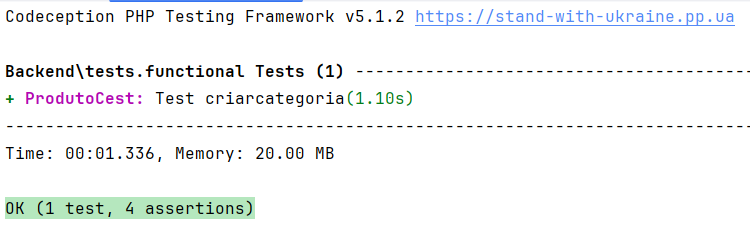 Codeception PHP Testing Framework v5.1.2 https://stand-with-ukraine.pp.ua
Backend\tests.functional Tests (1) ----------------------------------------
+ ProdutoCest: Test criarcategoria(1.10s)
---------------------------------------------------------------------------
Time: 00:01.336, Memory: 20.00 MB
OK (1 test, 4 assertions)